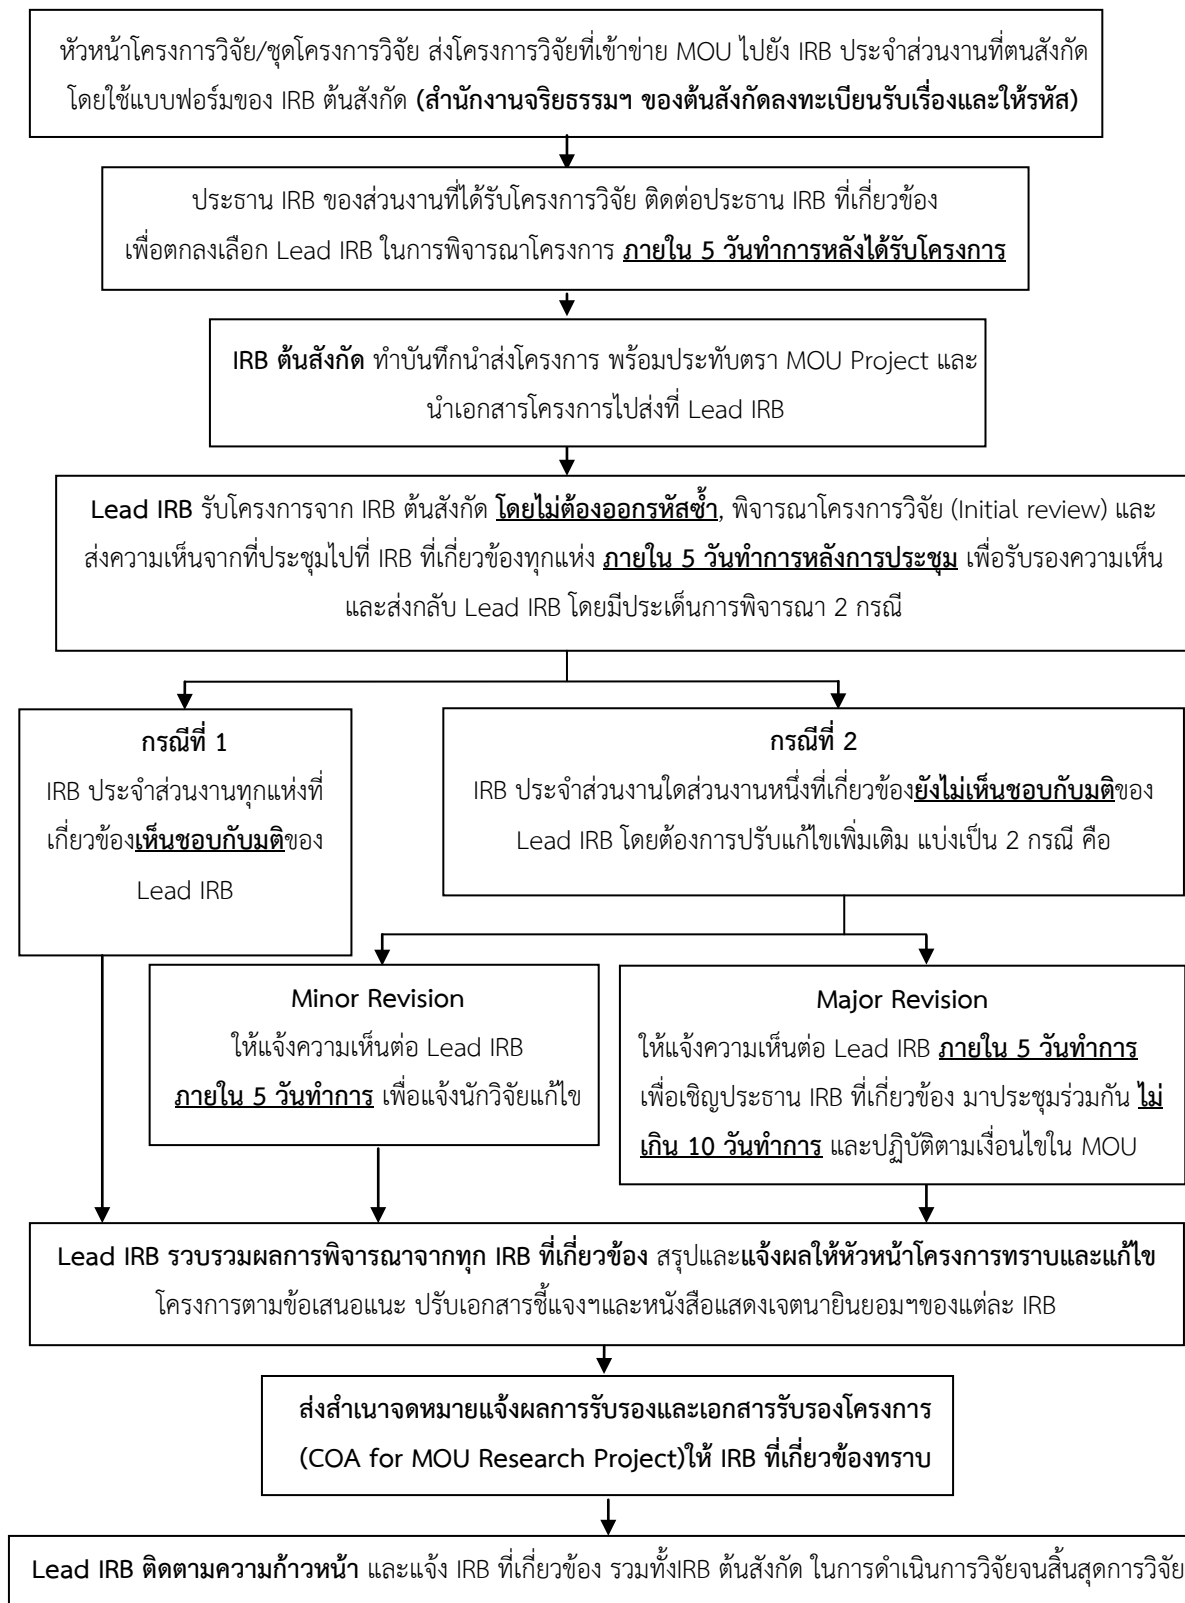 หัวหน้าโครงการวิจัย/ชุดโครงการวิจัย ส่งโครงการวิจัยที่เข้าข่าย MOU ไปยัง IRB ประจำส่วนงานที่ตนสังกัด
โดยใช้แบบฟอร์มของ IRB ต้นสังกัด (สำนักงานจริยธรรมฯ ของต้นสังกัดลงทะเบียนรับเรื่องและให้รหัส)
ประธาน IRB ของส่วนงานที่ได้รับโครงการวิจัย ติดต่อประธาน IRB ที่เกี่ยวข้อง
เพื่อตกลงเลือก Lead IRB ในการพิจารณาโครงการ ภายใน 5 วันทำการหลังได้รับโครงการ
IRB ต้นสังกัด ทำบันทึกนำส่งโครงการ พร้อมประทับตรา MOU Project และ
นำเอกสารโครงการไปส่งที่ Lead IRB
Lead IRB รับโครงการจาก IRB ต้นสังกัด โดยไม่ต้องออกรหัสซ้ำ, พิจารณาโครงการวิจัย (Initial review) และ
ส่งความเห็นจากที่ประชุมไปที่ IRB ที่เกี่ยวข้องทุกแห่ง ภายใน 5 วันทำการหลังการประชุม เพื่อรับรองความเห็น
และส่งกลับ Lead IRB โดยมีประเด็นการพิจารณา 2 กรณี
กรณีที่ 1
IRB ประจำส่วนงานทุกแห่งที่
เกี่ยวข้องเห็นชอบกับมติของ
Lead IRB
กรณีที่ 2
IRB ประจำส่วนงานใดส่วนงานหนึ่งที่เกี่ยวข้องยังไม่เห็นชอบกับมติของ
Lead IRB โดยต้องการปรับแก้ไขเพิ่มเติม แบ่งเป็น 2 กรณี คือ
Minor Revision
ให้แจ้งความเห็นต่อ Lead IRB
ภายใน 5 วันทำการ เพื่อแจ้งนักวิจัยแก้ไข
Major Revision
ให้แจ้งความเห็นต่อ Lead IRB ภายใน 5 วันทำการ
เพื่อเชิญประธาน IRB ที่เกี่ยวข้อง มาประชุมร่วมกัน ไม่
เกิน 10 วันทำการ และปฏิบัติตามเงื่อนไขใน MOU
Lead IRB รวบรวมผลการพิจารณาจากทุก IRB ที่เกี่ยวข้อง สรุปและแจ้งผลให้หัวหน้าโครงการทราบและแก้ไข
โครงการตามข้อเสนอแนะ ปรับเอกสารชี้แจงฯและหนังสือแสดงเจตนายินยอมฯของแต่ละ IRB
ส่งสำเนาจดหมายแจ้งผลการรับรองและเอกสารรับรองโครงการ
(COA for MOU Research Project)ให้ IRB ที่เกี่ยวข้องทราบ
Lead IRB ติดตามความก้าวหน้า และแจ้ง IRB ที่เกี่ยวข้อง รวมทั้งIRB ต้นสังกัด ในการดำเนินการวิจัยจนสิ้นสุดการวิจัย